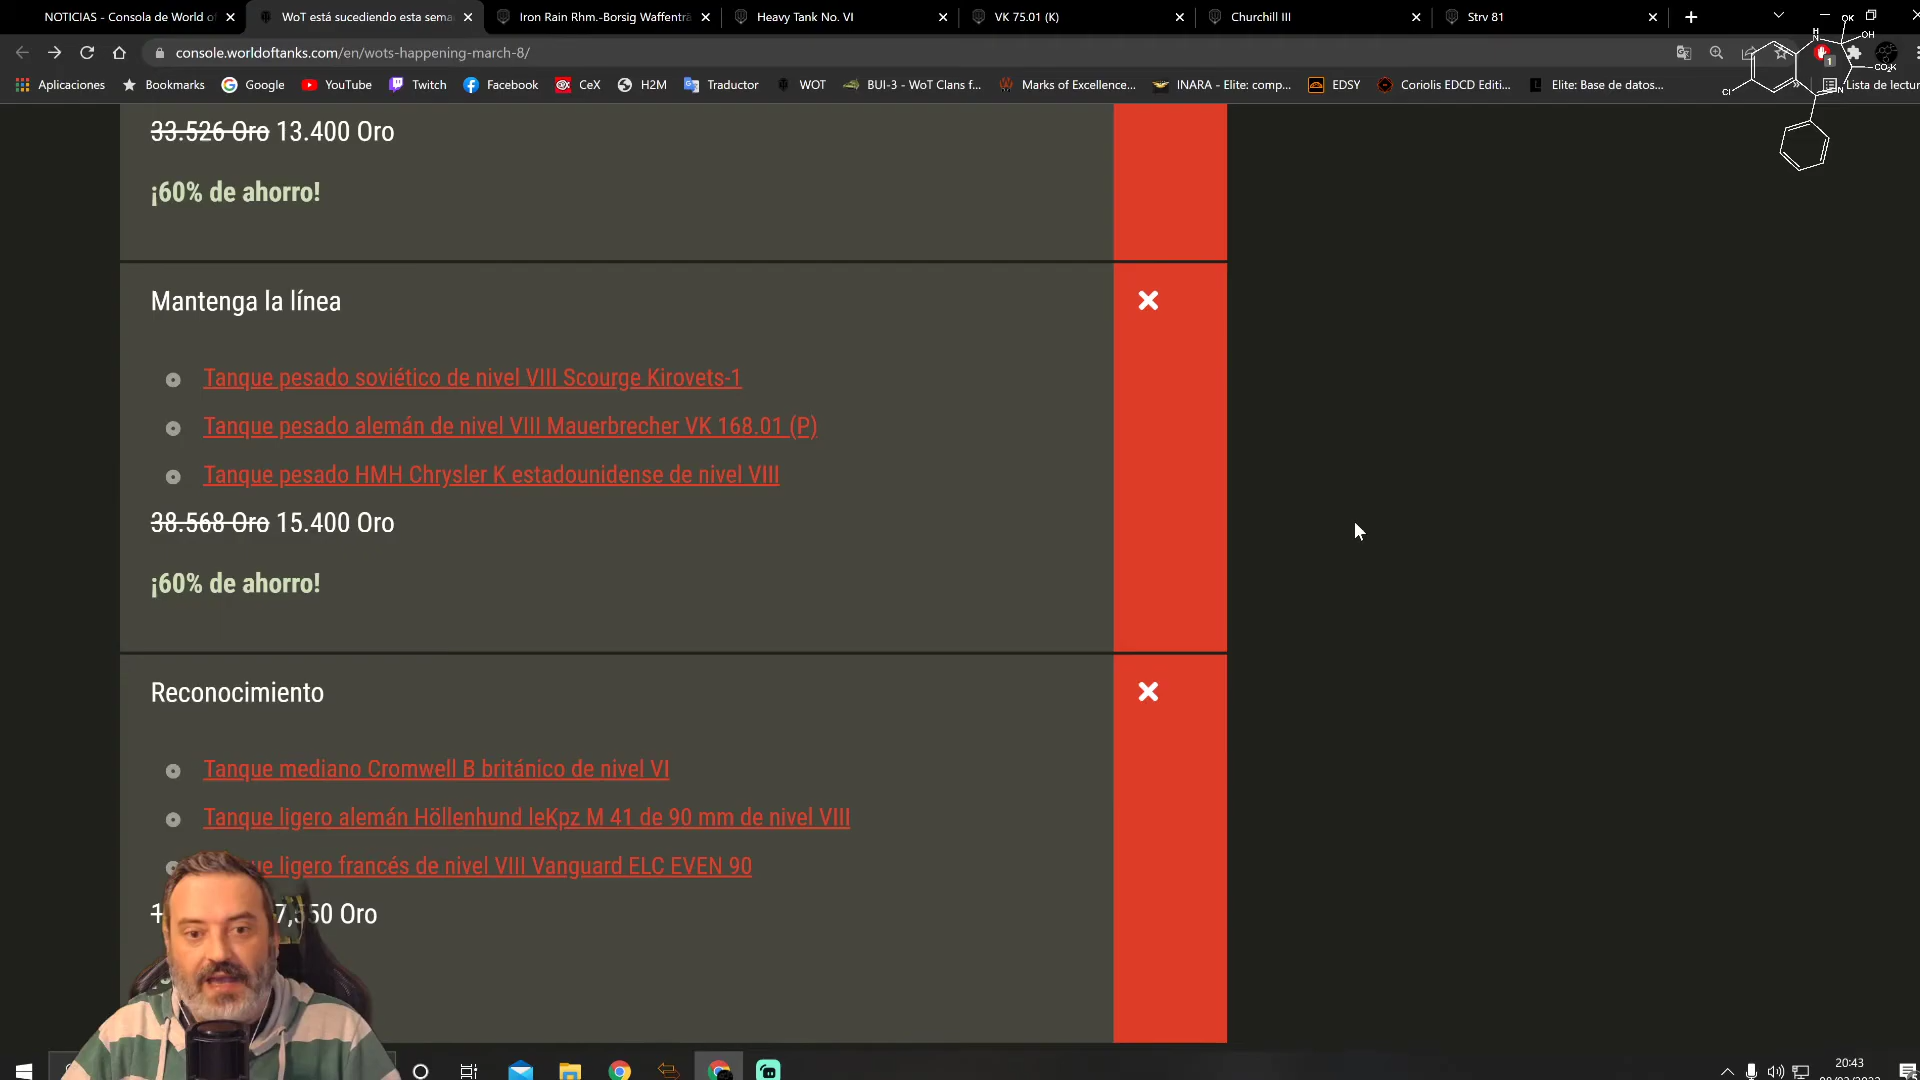 NOTICIAS - Consola de World of
WoT está sucediendo esta sema
Iron Rain Rhm.-Borsig Waffenträ
Heavy Tank No. VI
VK 75.01 (K)
Churchill III
Strv 81
console.worldoftanks.com/en/wots-happening-march-8/
Aplicaciones
Bookmarks
Google
YouTube
Twitch
Facebook
CeX
H2M
Traductor
WOT
BUI-3 - WoT Clans f...
Marks of Excellence...
INARA - Elite: comp...
EDSY
Coriolis EDCD Editi...
Elite: Base de datos...
Lista de lectur
OK
H
N
OH
CO₂K
Cl
N
33.526 Oro 13.400 Oro
¡60% de ahorro!
Mantenga la línea
Tanque pesado soviético de nivel VIII Scourge Kirovets-1
Tanque pesado alemán de nivel VIII Mauerbrecher VK 168.01 (P)
Tanque pesado HMH Chrysler K estadounidense de nivel VIII
38.568 Oro 15.400 Oro
¡60% de ahorro!
Reconocimiento
Tanque mediano Cromwell B británico de nivel VI
Tanque ligero alemán Höllenhund leKpz M 41 de 90 mm de nivel VIII
ligero francés de nivel VIII Vanguard ELC EVEN 90
7,550 Oro
20:43